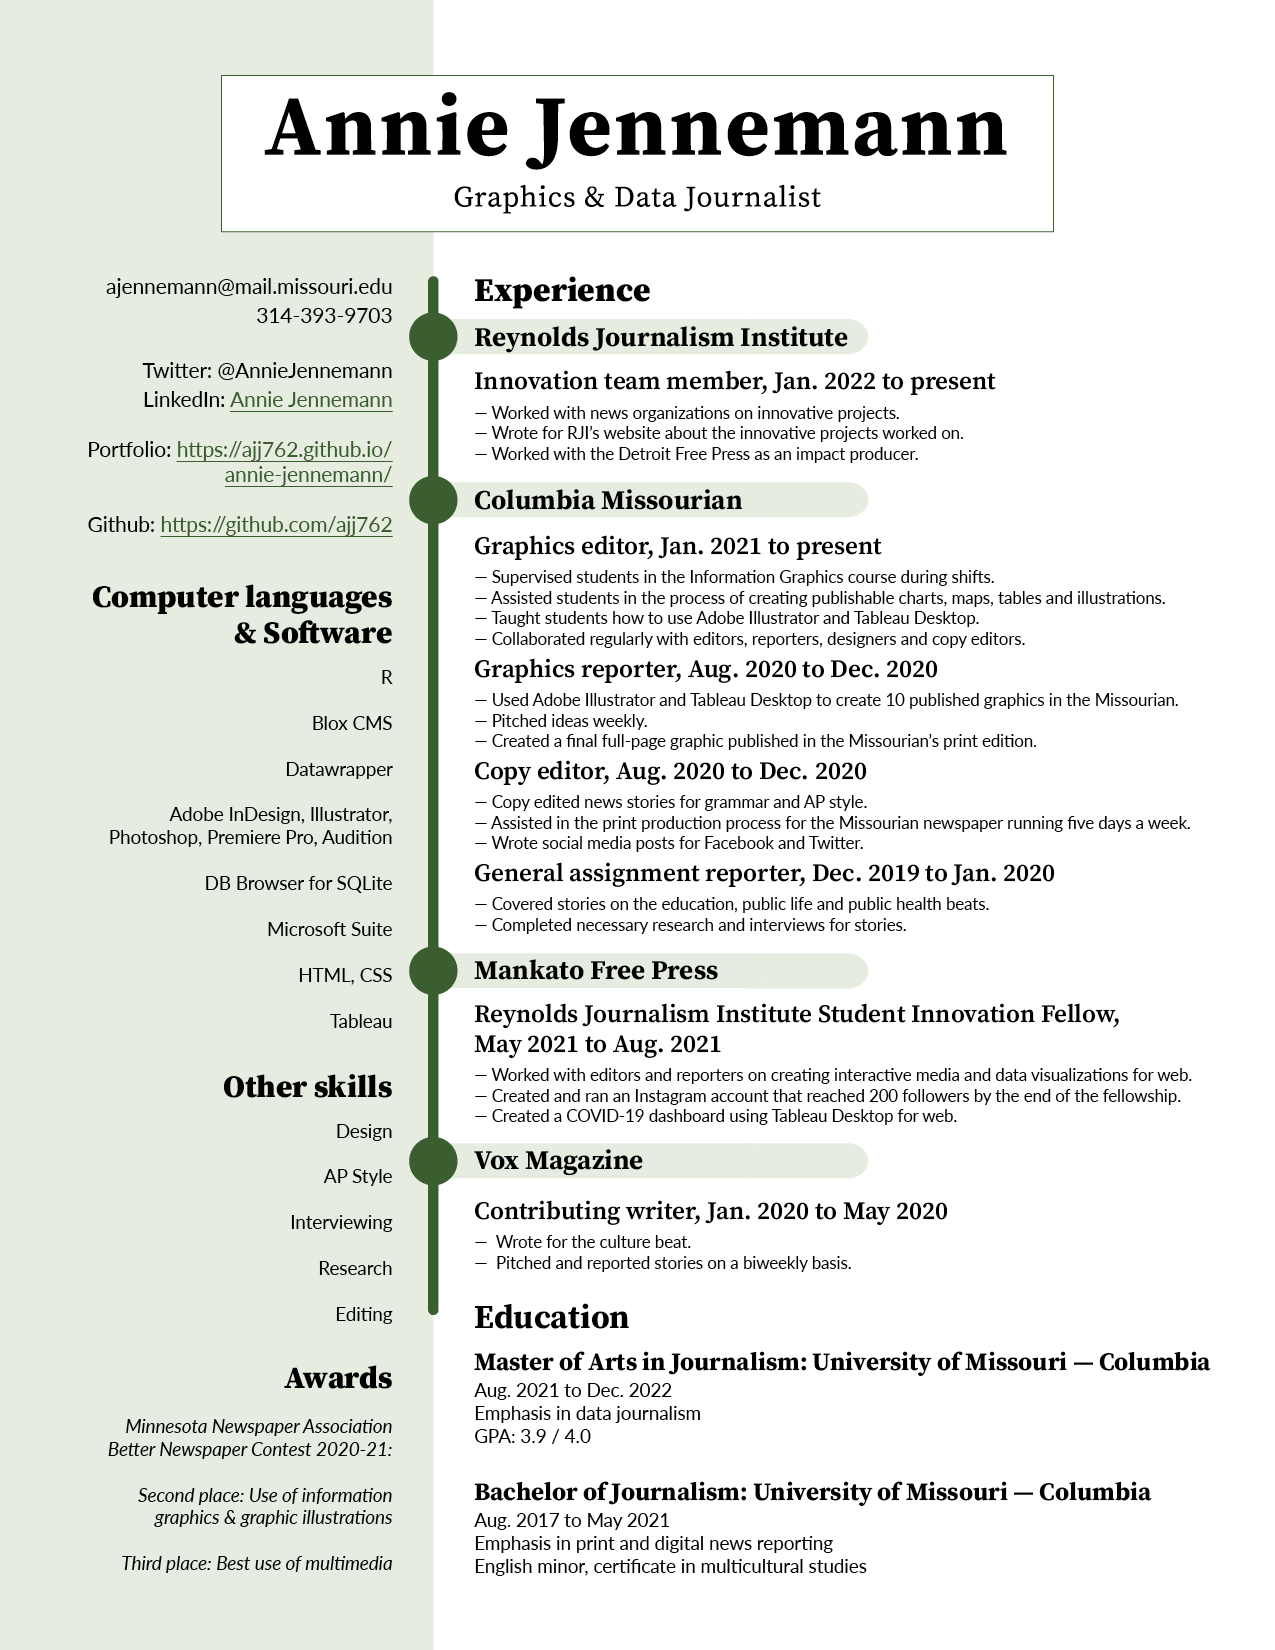 Annie Jennemann
Graphics & Data Journalist
ajennemann@mail.missouri.edu
314-393-9703
Twitter: @AnnieJennemann
LinkedIn: Annie Jennemann
Portfolio: https://ajj762.github.io/
annie-jennemann/
Github: https://github.com/ajj762
Computer languages
& Software
R
Blox CMS
Datawrapper
Adobe InDesign, Illustrator,
Photoshop, Premiere Pro, Audition
DB Browser for SQLite
Microsoft Suite
HTML, CSS
Tableau
Other skills
Design
AP Style
Interviewing
Research
Editing
Awards
Minnesota Newspaper Association
Better Newspaper Contest 2020-21:
Second place: Use of information
graphics & graphic illustrations
Third place: Best use of multimedia
Experience
Reynolds Journalism Institute
Innovation team member, Jan. 2022 to present
— Worked with news organizations on innovative projects.
— Wrote for RJI’s website about the innovative projects worked on.
— Worked with the Detroit Free Press as an impact producer.
Columbia Missourian
Graphics editor, Jan. 2021 to present
— Supervised students in the Information Graphics course during shifts.
— Assisted students in the process of creating publishable charts, maps, tables and illustrations.
— Taught students how to use Adobe Illustrator and Tableau Desktop.
— Collaborated regularly with editors, reporters, designers and copy editors.
Graphics reporter, Aug. 2020 to Dec. 2020
— Used Adobe Illustrator and Tableau Desktop to create 10 published graphics in the Missourian.
— Pitched ideas weekly.
— Created a final full-page graphic published in the Missourian’s print edition.
Copy editor, Aug. 2020 to Dec. 2020
— Copy edited news stories for grammar and AP style.
— Assisted in the print production process for the Missourian newspaper running five days a week.
— Wrote social media posts for Facebook and Twitter.
General assignment reporter, Dec. 2019 to Jan. 2020
— Covered stories on the education, public life and public health beats.
— Completed necessary research and interviews for stories.
Mankato Free Press
Reynolds Journalism Institute Student Innovation Fellow,
May 2021 to Aug. 2021
— Worked with editors and reporters on creating interactive media and data visualizations for web.
— Created and ran an Instagram account that reached 200 followers by the end of the fellowship.
— Created a COVID-19 dashboard using Tableau Desktop for web.
Vox Magazine
Contributing writer, Jan. 2020 to May 2020
— Wrote for the culture beat.
— Pitched and reported stories on a biweekly basis.
Education
Master of Arts in Journalism: University of Missouri — Columbia
Aug. 2021 to Dec. 2022
Emphasis in data journalism
GPA: 3.9 / 4.0
Bachelor of Journalism: University of Missouri — Columbia
Aug. 2017 to May 2021
Emphasis in print and digital news reporting
English minor, certificate in multicultural studies